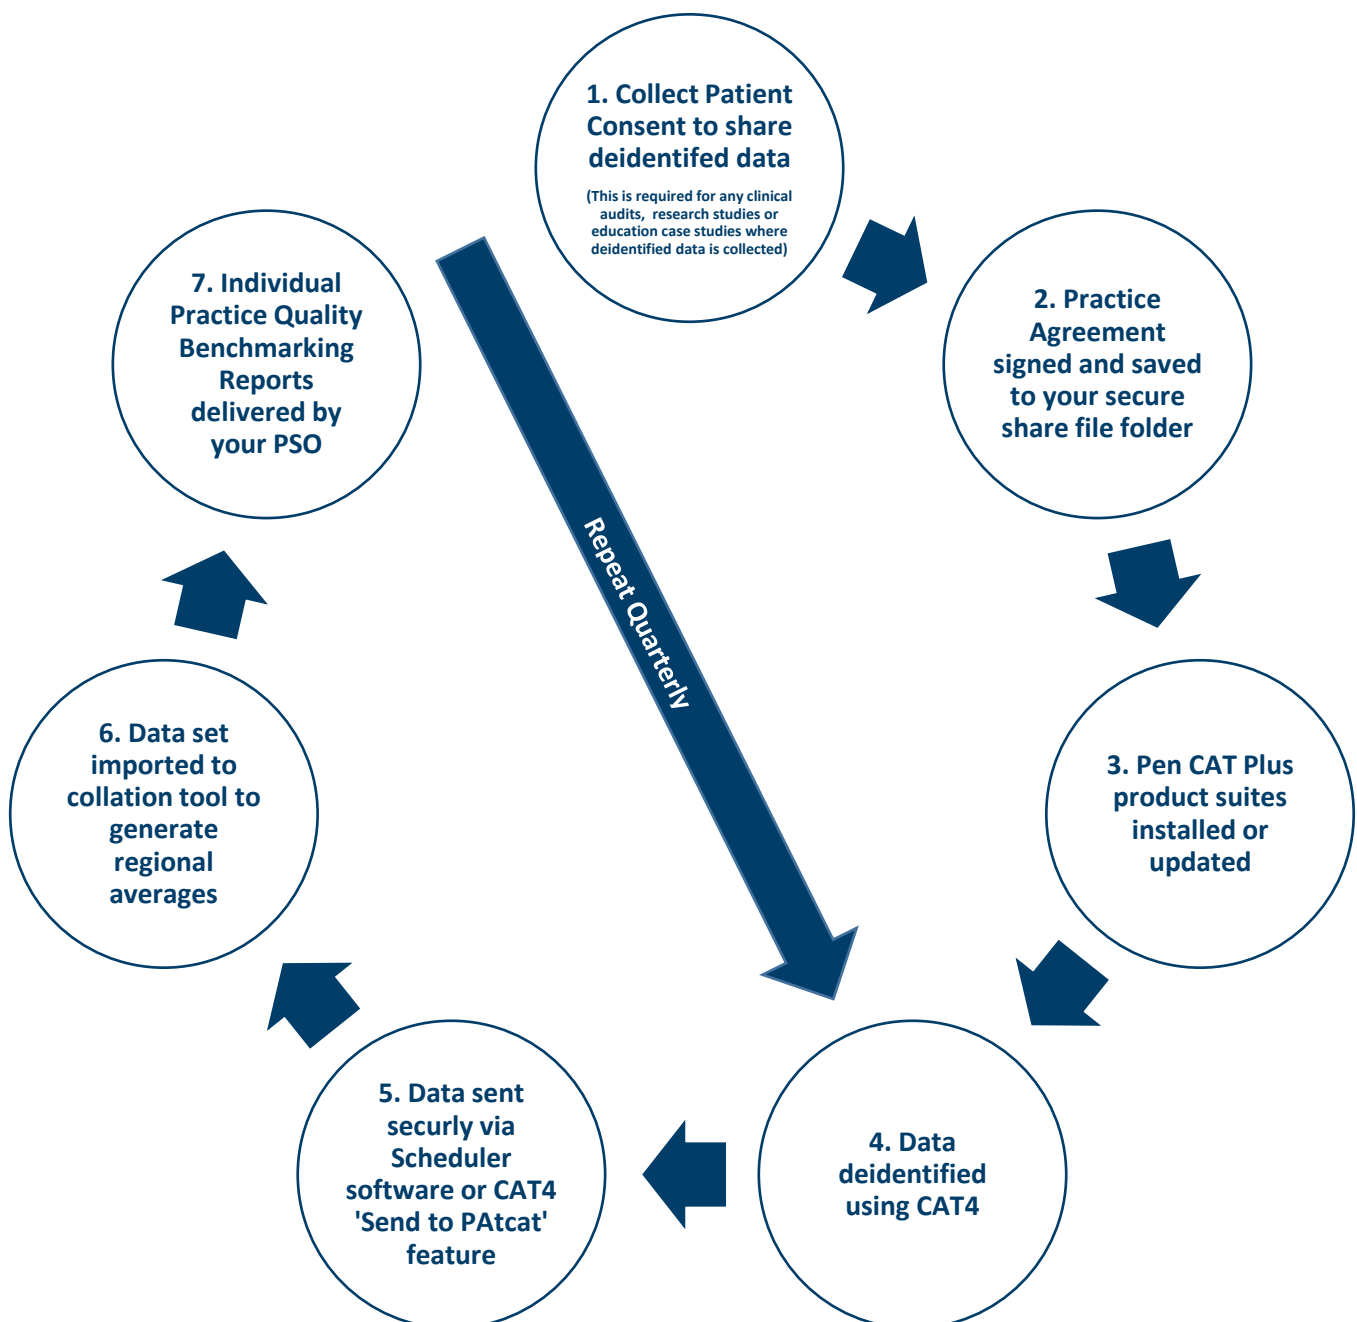 1. Collect Patient
Consent to share
deidentifed data
(This is required for any clinical
audits, research studies or
education case studies where
deidentified data is collected)
2. Practice
Agreement
signed and saved
to your secure
share file folder
3. Pen CAT Plus
product suites
installed or
updated
4. Data
deidentified
using CAT4
5. Data sent
securly via
Scheduler
software or CAT4
'Send to PAtcat'
feature
6. Data set
imported to
collation tool to
generate
regional
averages
7. Individual
Practice Quality
Benchmarking
Reports
delivered by
your PSO
Repeat Quarterly